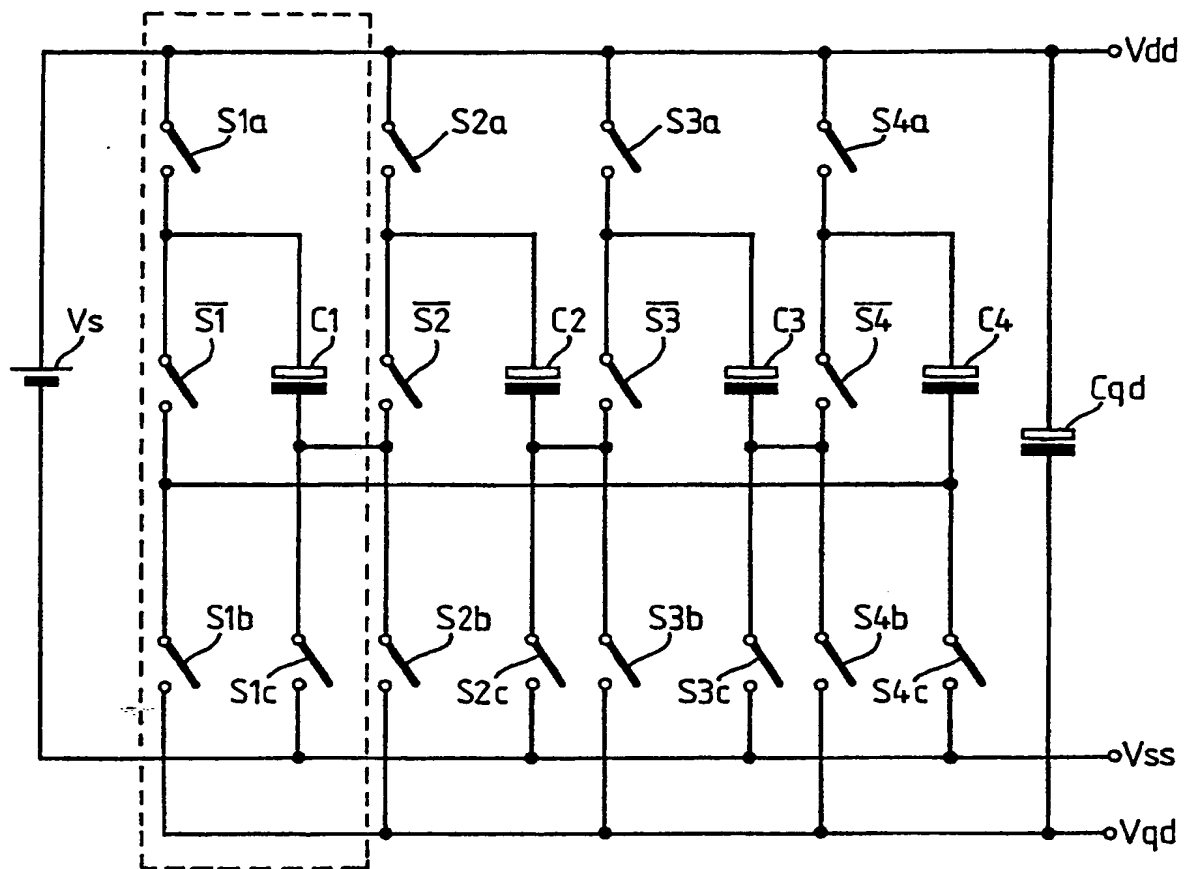 Vdd
S1a
S2a
S3a
S4a
Vs
S̅1̅
C1
S̅2̅
C2
S̅3̅
C3
S̅4̅
C4
Cqd
S1b
S1c
S2b
S2c
S3b
S3c
S4b
S4c
Vss
Vqd